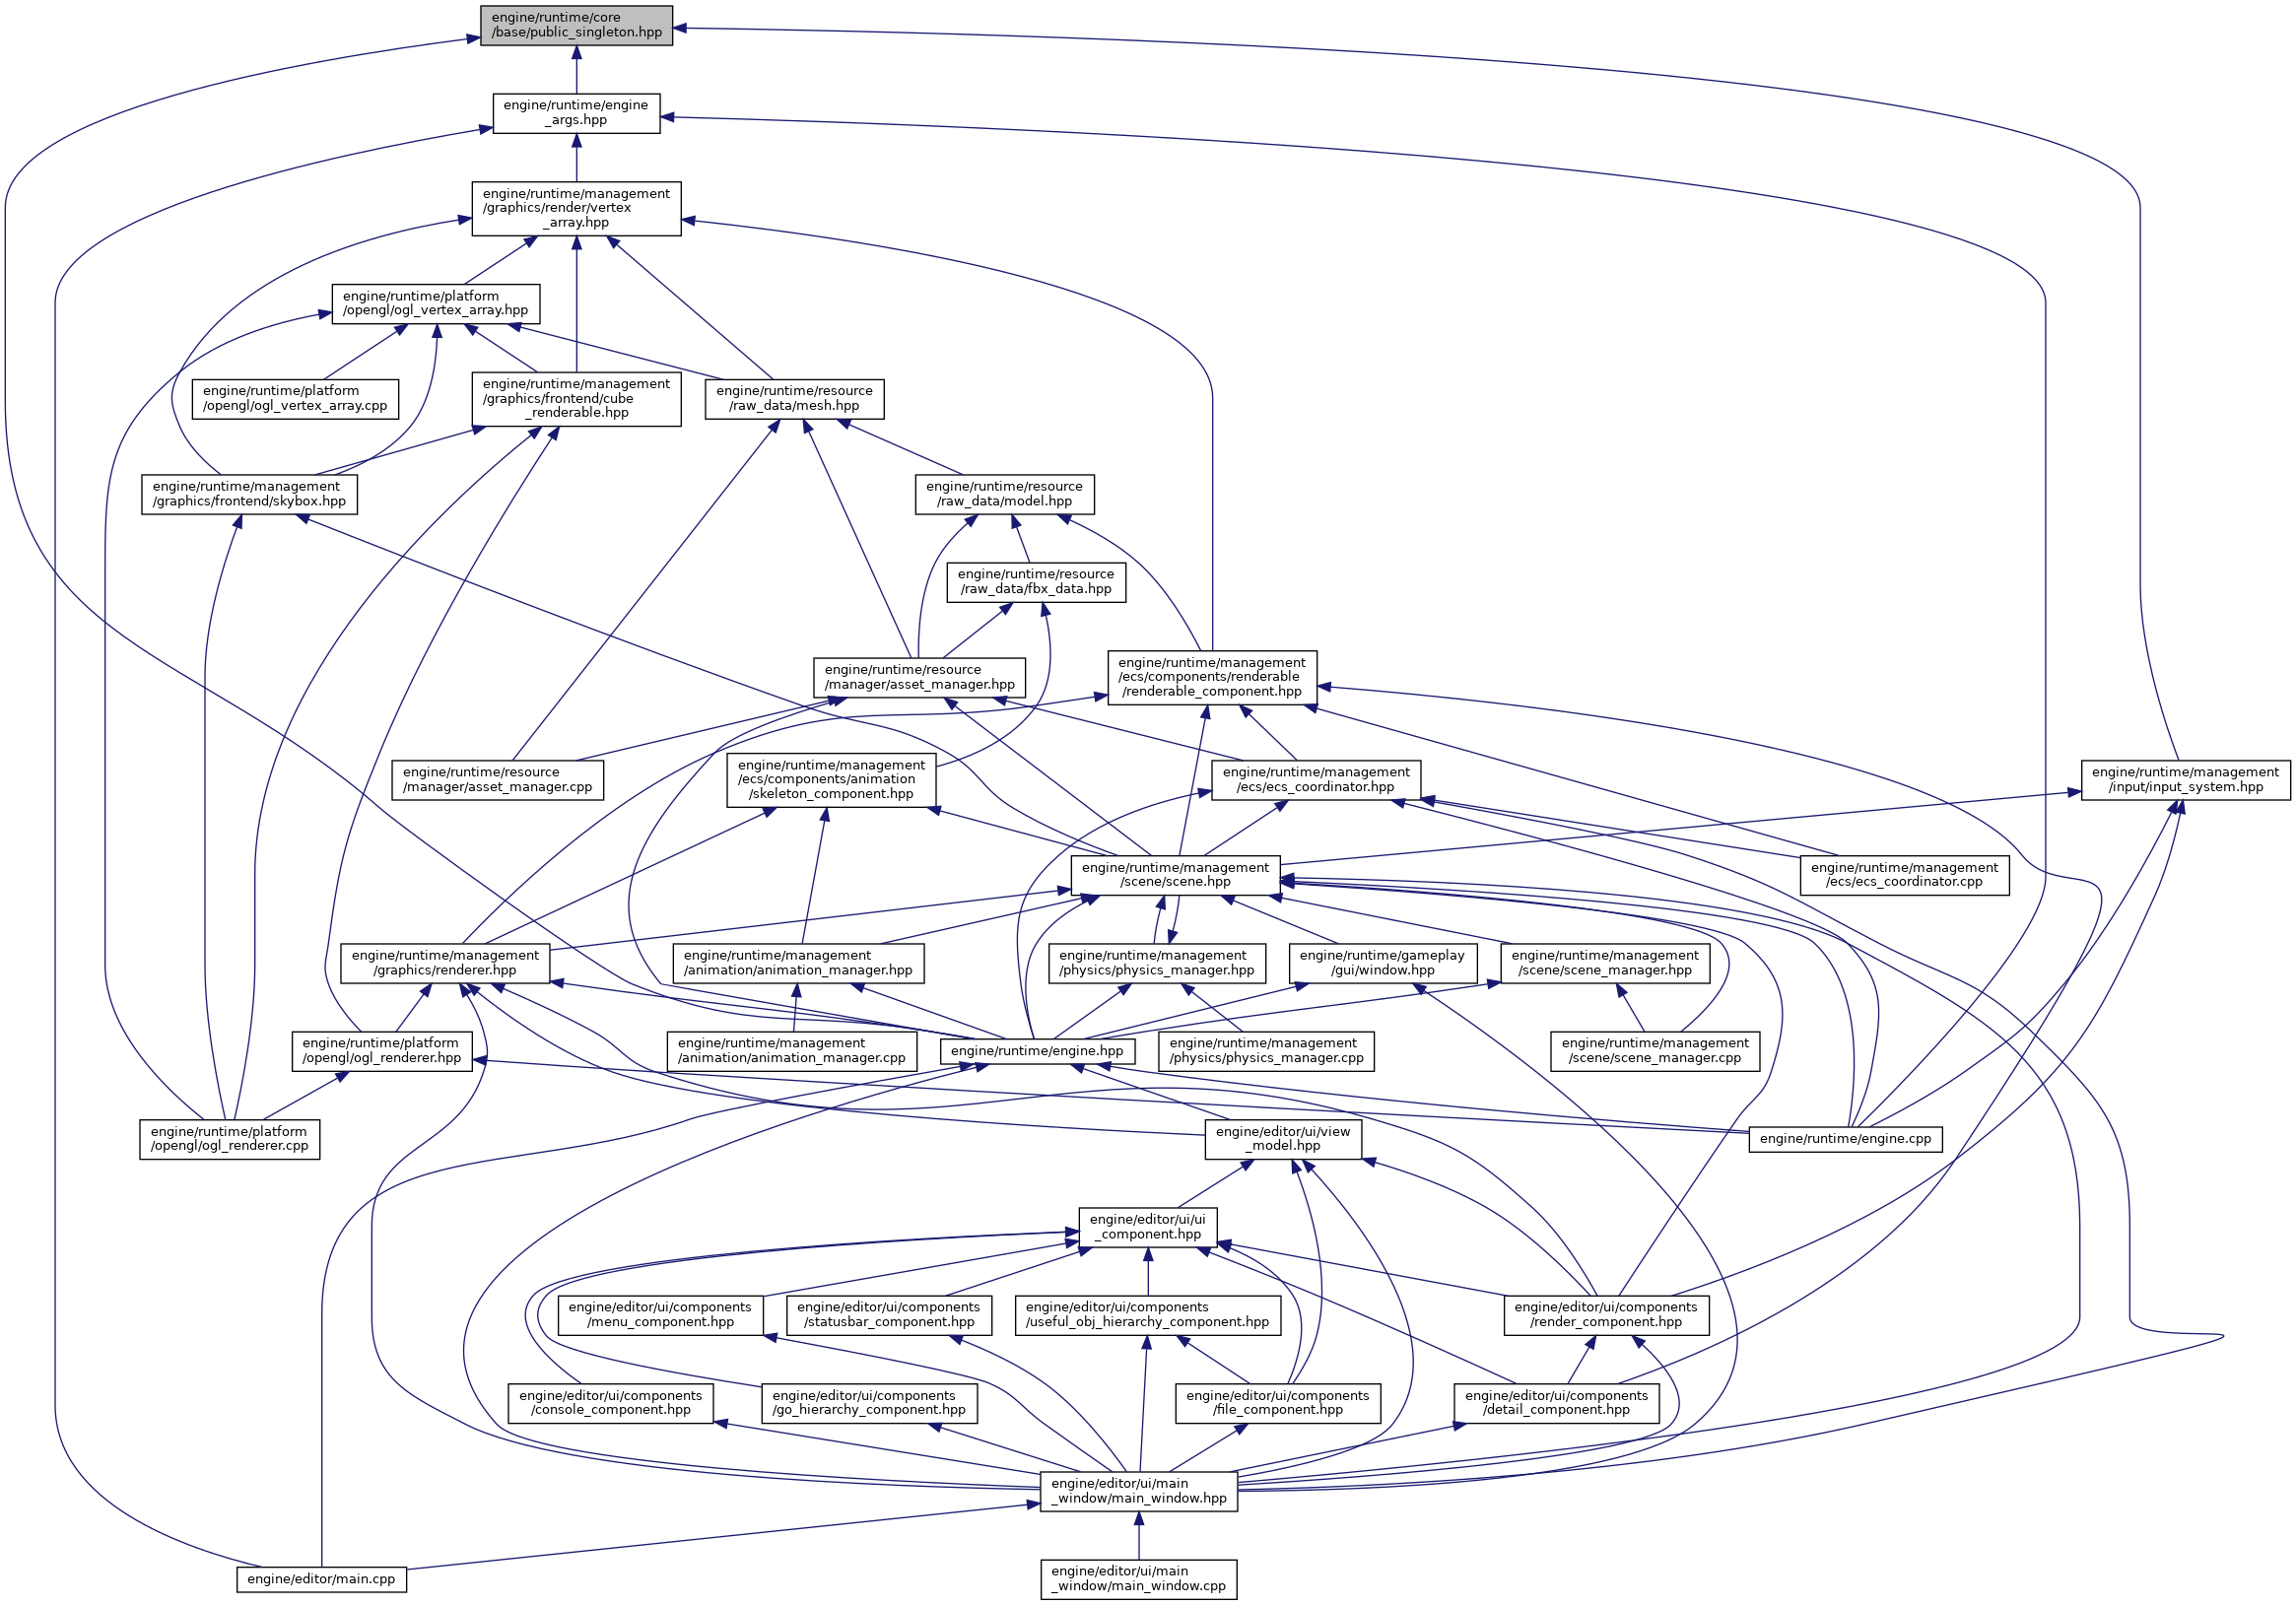 engine/runtime/core
/base/public_singleton.hpp
engine/runtime/engine
_args.hpp
engine/runtime/management
/graphics/render/vertex
_array.hpp
engine/runtime/platform
/opengl/ogl_vertex_array.hpp
engine/runtime/platform
/opengl/ogl_vertex_array.cpp
engine/runtime/management
/graphics/frontend/cube
_renderable.hpp
engine/runtime/resource
/raw_data/mesh.hpp
engine/runtime/management
/graphics/frontend/skybox.hpp
engine/runtime/resource
/raw_data/model.hpp
engine/runtime/resource
/raw_data/fbx_data.hpp
engine/runtime/resource
/manager/asset_manager.hpp
engine/runtime/management
/ecs/components/renderable
/renderable_component.hpp
engine/runtime/resource
/manager/asset_manager.cpp
engine/runtime/management
/ecs/components/animation
/skeleton_component.hpp
engine/runtime/management
/ecs/ecs_coordinator.hpp
engine/runtime/management
/input/input_system.hpp
engine/runtime/management
/scene/scene.hpp
engine/runtime/management
/ecs/ecs_coordinator.cpp
engine/runtime/management
/graphics/renderer.hpp
engine/runtime/management
/animation/animation_manager.hpp
engine/runtime/management
/physics/physics_manager.hpp
engine/runtime/gameplay
/gui/window.hpp
engine/runtime/management
/scene/scene_manager.hpp
engine/runtime/platform
/opengl/ogl_renderer.hpp
engine/runtime/management
/animation/animation_manager.cpp
engine/runtime/engine.hpp
engine/runtime/management
/physics/physics_manager.cpp
engine/runtime/management
/scene/scene_manager.cpp
engine/runtime/platform
/opengl/ogl_renderer.cpp
engine/editor/ui/view
_model.hpp
engine/runtime/engine.cpp
engine/editor/ui/ui
_component.hpp
engine/editor/ui/components
/menu_component.hpp
engine/editor/ui/components
/statusbar_component.hpp
engine/editor/ui/components
/useful_obj_hierarchy_component.hpp
engine/editor/ui/components
/render_component.hpp
engine/editor/ui/components
/console_component.hpp
engine/editor/ui/components
/go_hierarchy_component.hpp
engine/editor/ui/components
/file_component.hpp
engine/editor/ui/components
/detail_component.hpp
engine/editor/ui/main
_window/main_window.hpp
engine/editor/main.cpp
engine/editor/ui/main
_window/main_window.cpp